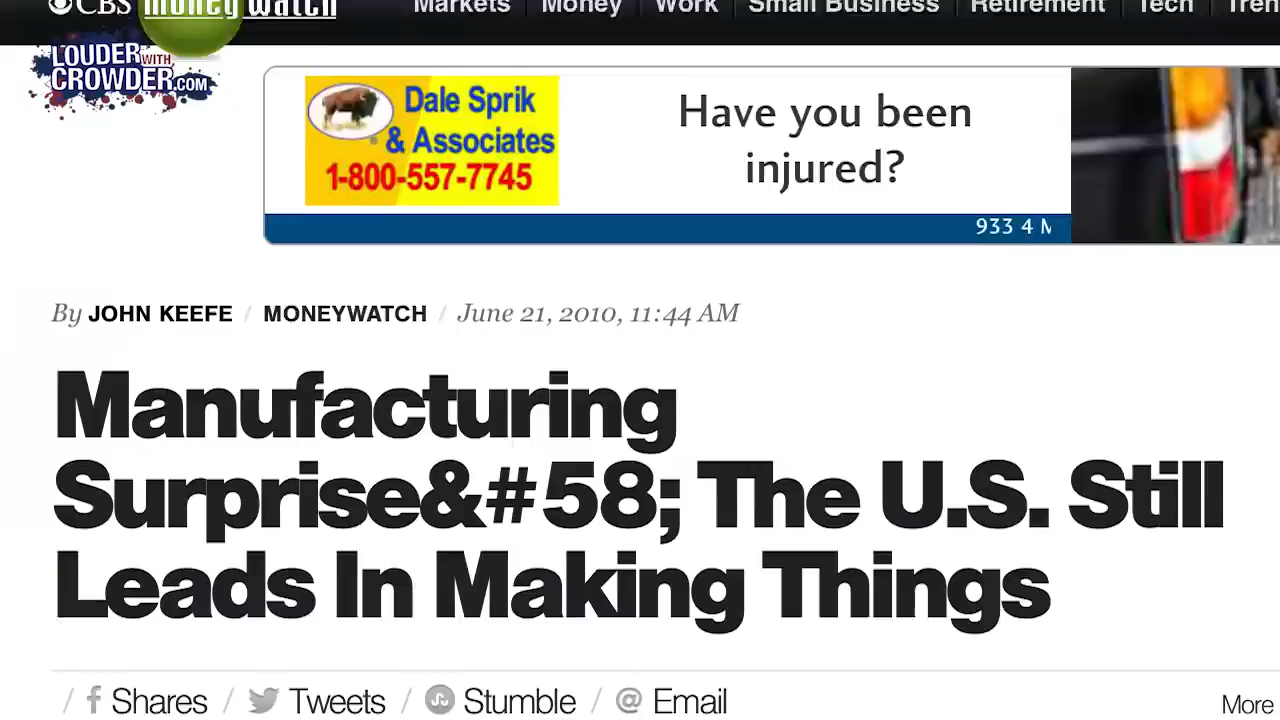 CBS moneywatch Markets Money Work Small Business Retirement Tech
LOUDER WITH
CROWDER.COM
Dale Sprik
& Associates
1-800-557-7745
Have you been
injured?
933 4
By JOHN KEEFE / MONEYWATCH / June 21, 2010, 11:44 AM
Manufacturing
Surprise&#58; The U.S. Still
Leads In Making Things
/ Shares / Tweets / Stumble / @ Email More